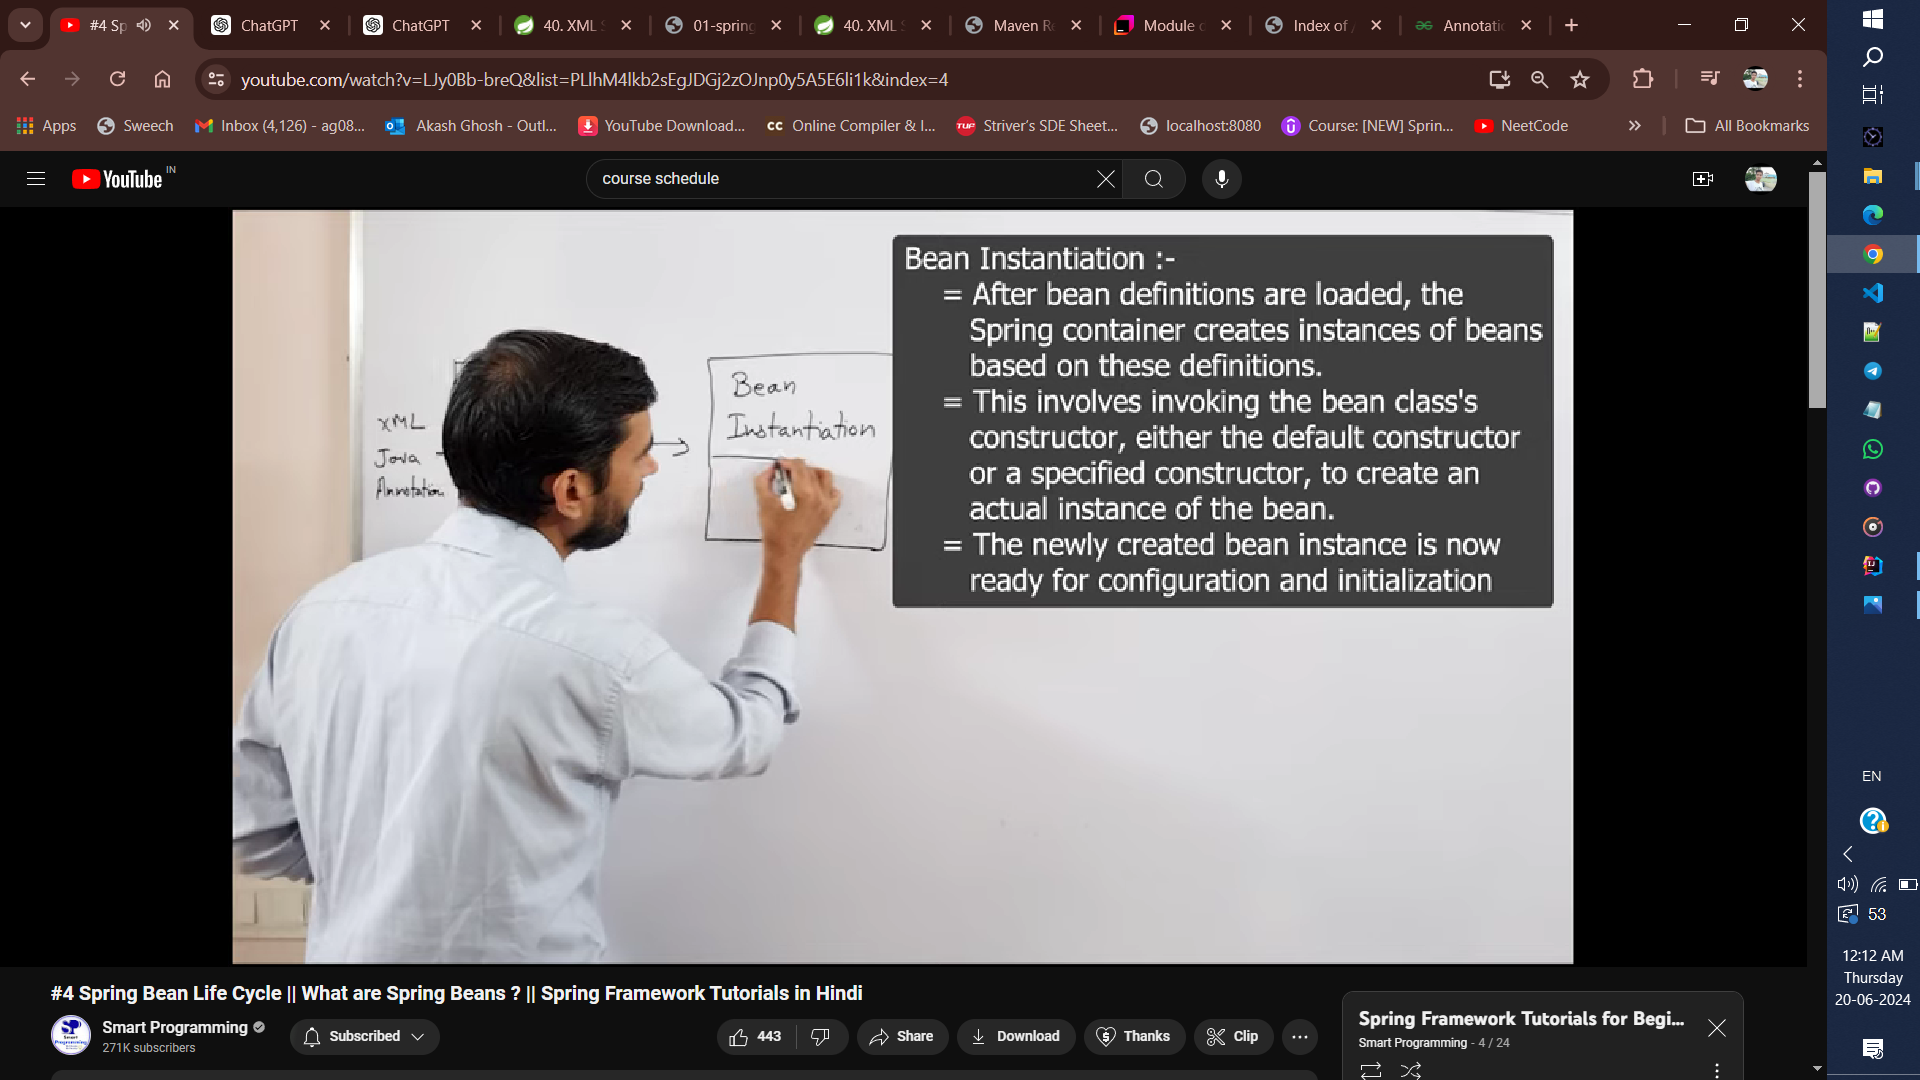 #4 Sp
ChatGPT
ChatGPT
40. XML S
01-spring
40. XML S
Maven Re
Module c
Index of /
Annotatio
youtube.com/watch?v=LJy0Bb-breQ&list=PLlhM4lkb2sEgJDGj2zOJnp0y5A5E6li1k&index=4
Apps
Sweech
Inbox (4,126) - ag08...
Akash Ghosh - Outl...
YouTube Download...
CC Online Compiler & I...
TUF Striver's SDE Sheet...
localhost:8080
Course: [NEW] Sprin...
NeetCode
»
All Bookmarks
YouTube IN
course schedule
Bean Instantiation :-
= After bean definitions are loaded, the
Spring container creates instances of beans
based on these definitions.
= This involves invoking the bean class's
constructor, either the default constructor
or a specified constructor, to create an
actual instance of the bean.
= The newly created bean instance is now
ready for configuration and initialization
XML
Java
Annotation
Bean
Instantiation
#4 Spring Bean Life Cycle || What are Spring Beans ? || Spring Framework Tutorials in Hindi
Smart Programming
271K subscribers
Subscribed
443
Share
Download
Thanks
Clip
Spring Framework Tutorials for Begi...
Smart Programming - 4 / 24
EN
53
12:12 AM
Thursday
20-06-2024